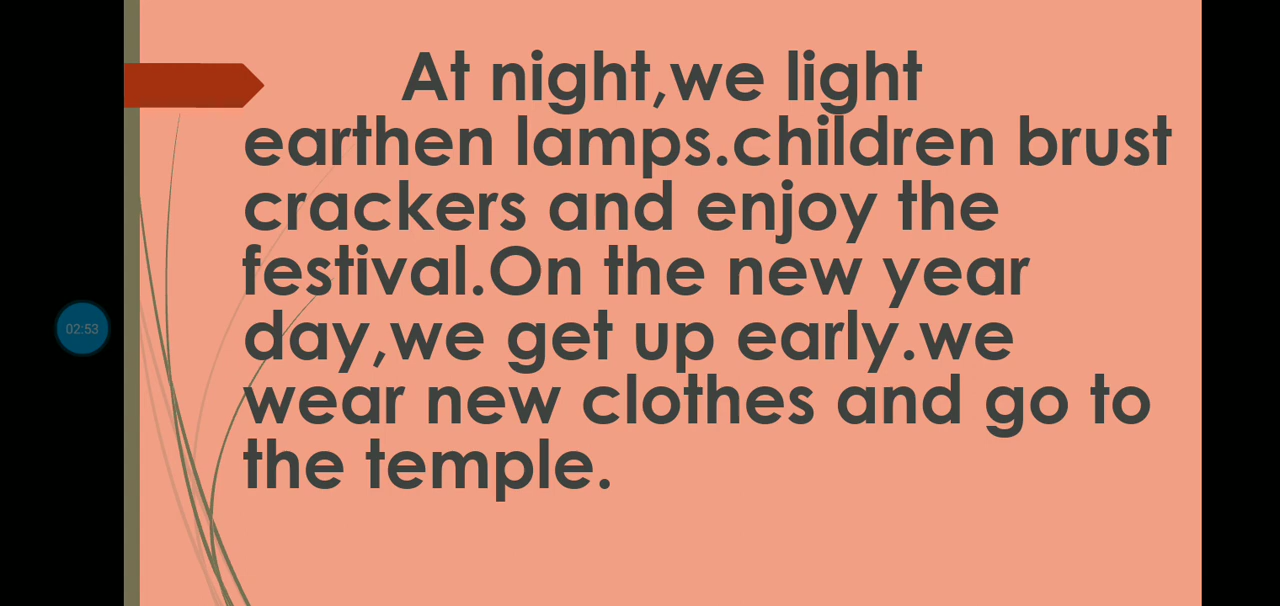 At night,we light
earthen lamps.children brust
crackers and enjoy the
festival.On the new year
day,we get up early.we
wear new clothes and go to
the temple.
02:53